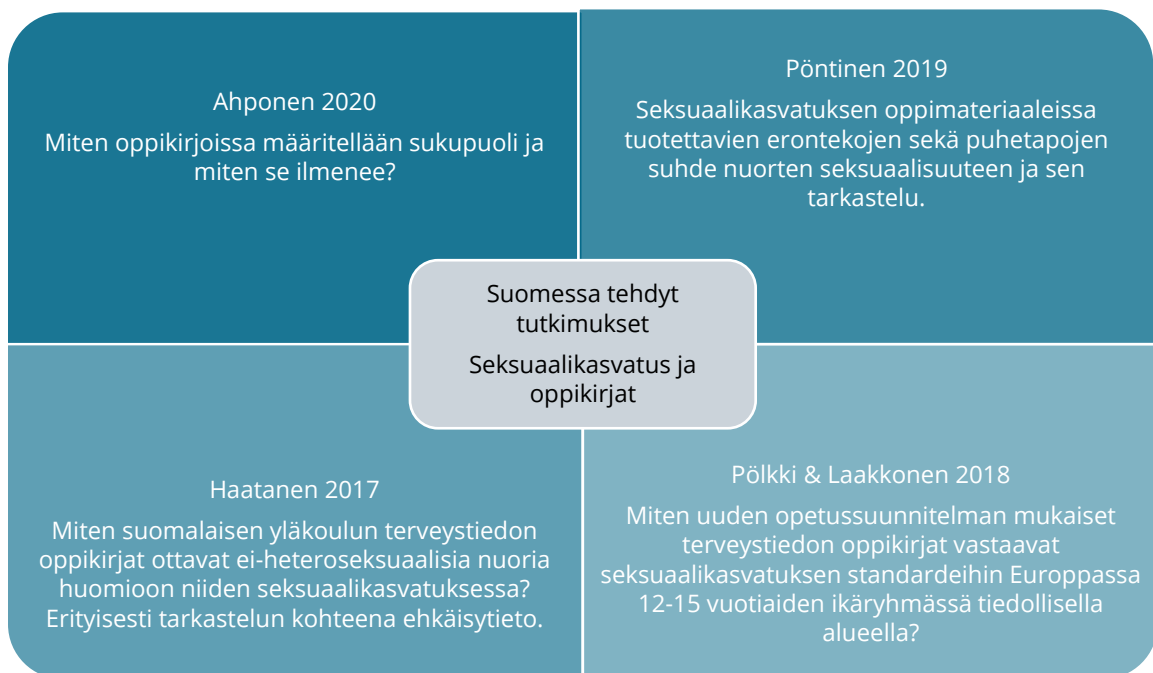 Ahponen 2020
Miten oppikirjoissa määritellään sukupuoli ja
miten se ilmenee?
Pöntinen 2019
Seksuaalikasvatuksen oppimateriaaleissa
tuotettavien erontekojen sekä puhetapojen
suhde nuorten seksuaalisuuteen ja sen
tarkastelu.
Suomessa tehdyt
tutkimukset
Seksuaalikasvatus ja
oppikirjat
Haatanen 2017
Miten suomalaisen yläkoulun terveystiedon
oppikirjat ottavat ei-heteroseksuaalisia nuoria
huomioon niiden seksuaalikasvatuksessa?
Erityisesti tarkastelun kohteena ehkäisytieto.
Pölkki & Laakkonen 2018
Miten uuden opetussuunnitelman mukaiset
terveystiedon oppikirjat vastaavat
seksuaalikasvatuksen standardeihin Europpassa
12-15 vuotiaiden ikäryhmässä tiedollisella
alueella?